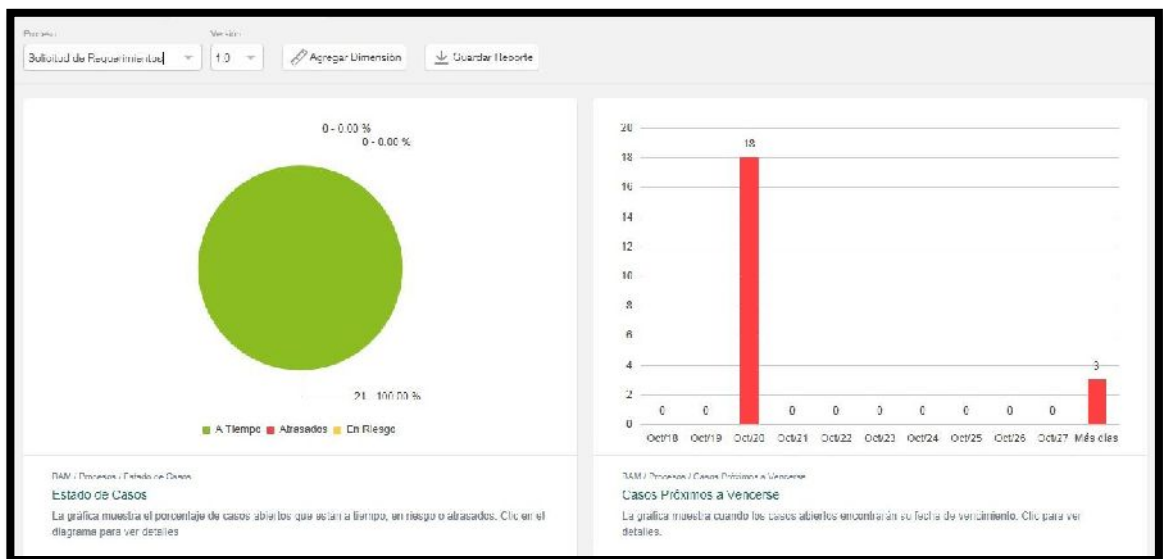 Proceso
Versión
Solicitud de Requerimientos
1.0
Agregar Dimensión
Guardar Reporte
0 - 0.00 %
0 - 0.00 %
21 - 100.00 %
A Tiempo Atrasados En Riesgo
BAM / Procesos / Estado de Casos
Estado de Casos
La gráfica muestra el porcentaje de casos abiertos que están a tiempo, en riesgo o atrasados. Clic en el
diagrama para ver detalles
20
18
16
14
12
10
8
6
4
2
0
0 0 18 0 0 0 0 0 0 0 3
Oct/18 Oct/19 Oct/20 Oct/21 Oct/22 Oct/23 Oct/24 Oct/25 Oct/26 Oct/27 Más días
BAM / Procesos / Casos Próximos a Vencerse
Casos Próximos a Vencerse
La gráfica muestra cuando los casos abiertos encontrarán su fecha de vencimiento. Clic para ver
detalles.